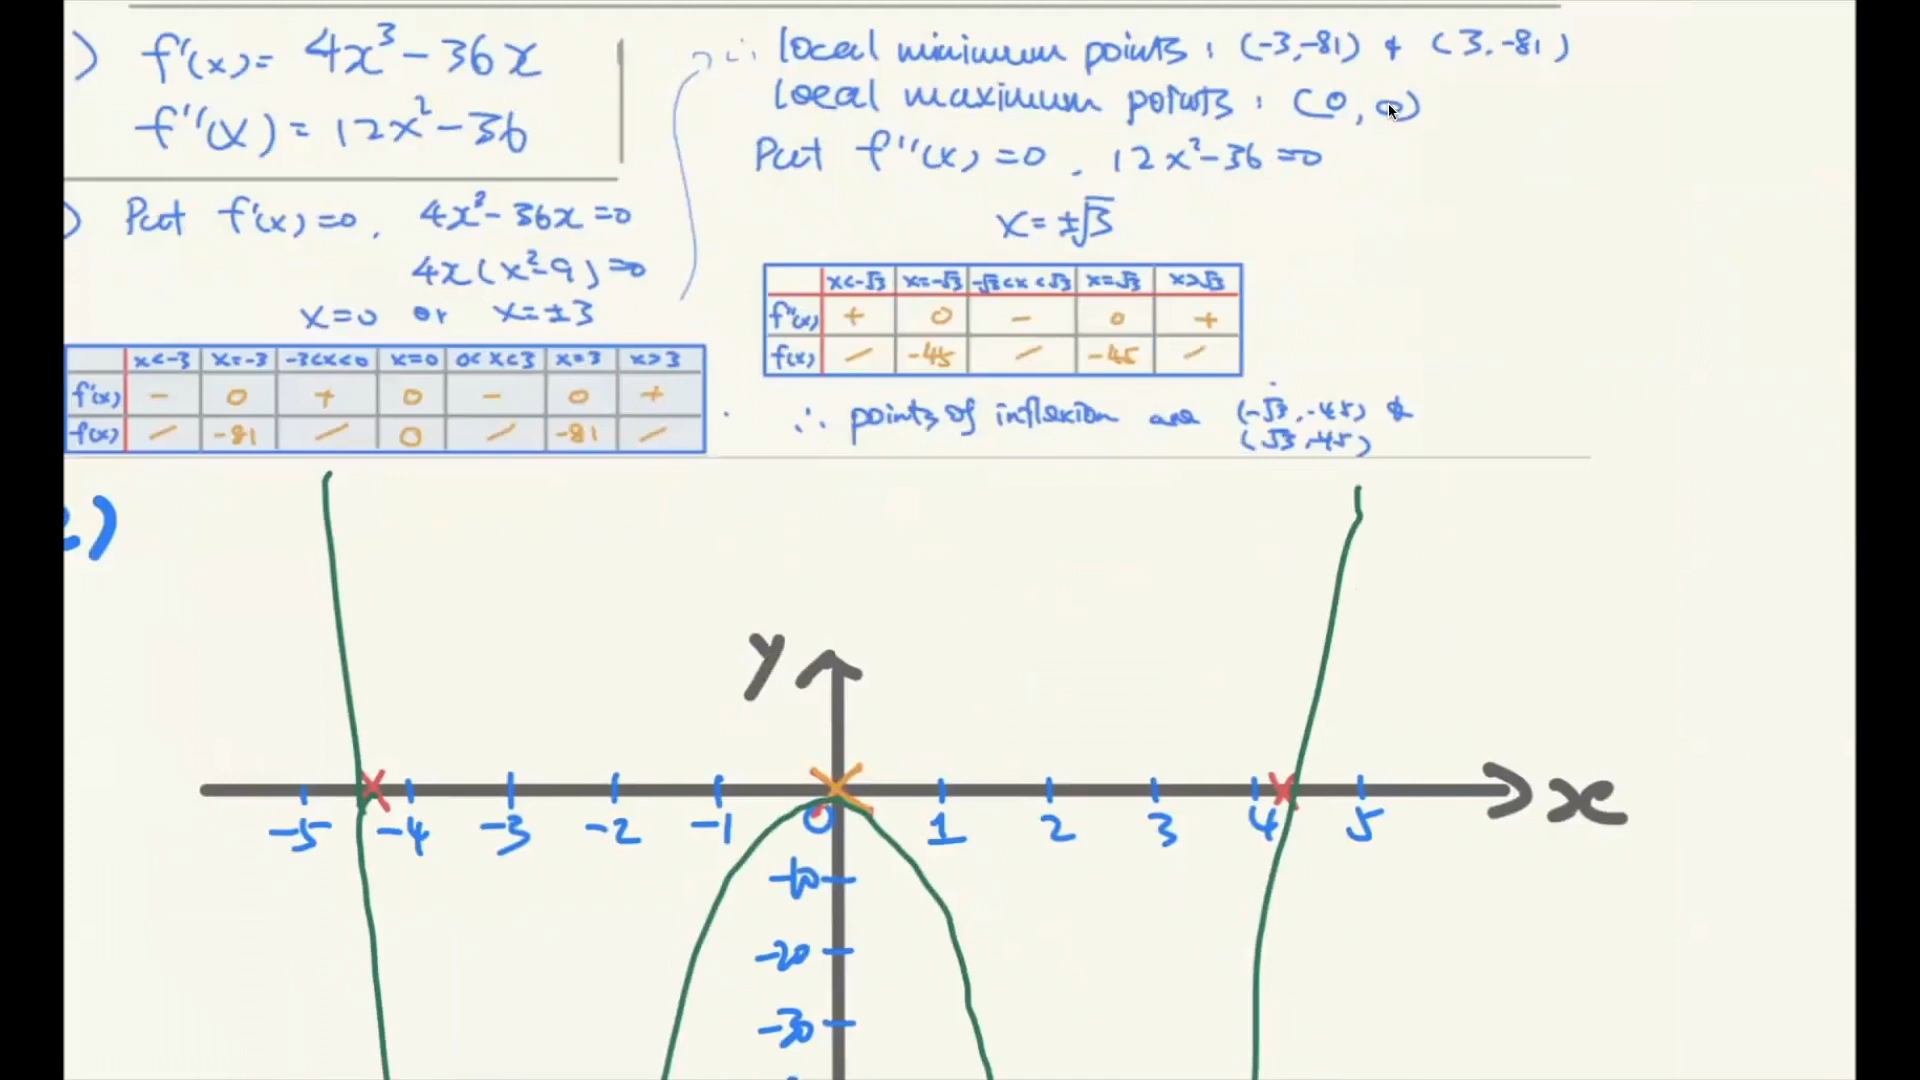 ) f'(x) = 4x³ - 36x
f''(x) = 12x² - 36
) Put f'(x) = 0, 4x³ - 36x = 0
4x(x² - 9) = 0
x = 0 or x = ±3
x<-3 x=-3 -3<x<0 x=0 0<x<3 x=3 x>3
f'(x) - 0 + 0 - 0 +
f(x) / -81 / 0 / -81 /
∴ local minimum points : (-3,-81) & (3,-81)
local maximum points : (0,0)
Put f''(x) = 0, 12x² - 36 = 0
x = ±√3
x<-√3 x=-√3 -√3<x<√3 x=√3 x>√3
f''(x) + 0 - 0 +
f(x) / -45 / -45 /
∴ points of inflexion are (-√3,-45) &
(√3,-45)
)
y
x
-5 -4 -3 -2 -1 0 1 2 3 4 5
-10
-20
-30